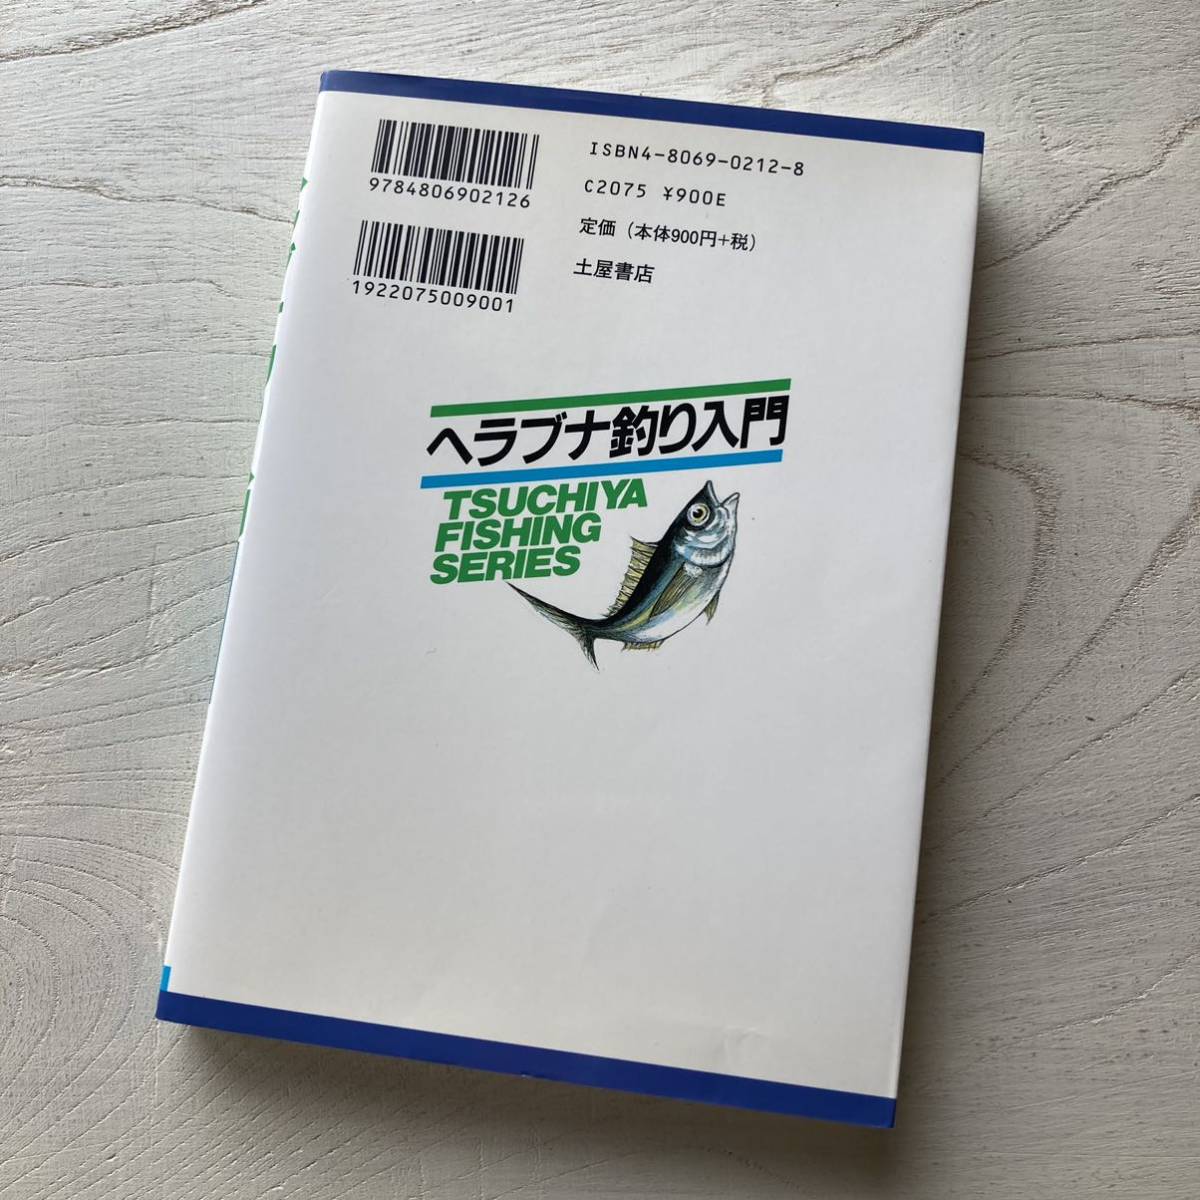 9784806902126
1922075009001
ISBN4-8069-0212-8
C2075 ¥900E
定価(本体900円+税)
土屋書店
ヘラブナ釣り入門
TSUCHIYA
FISHING
SERIES